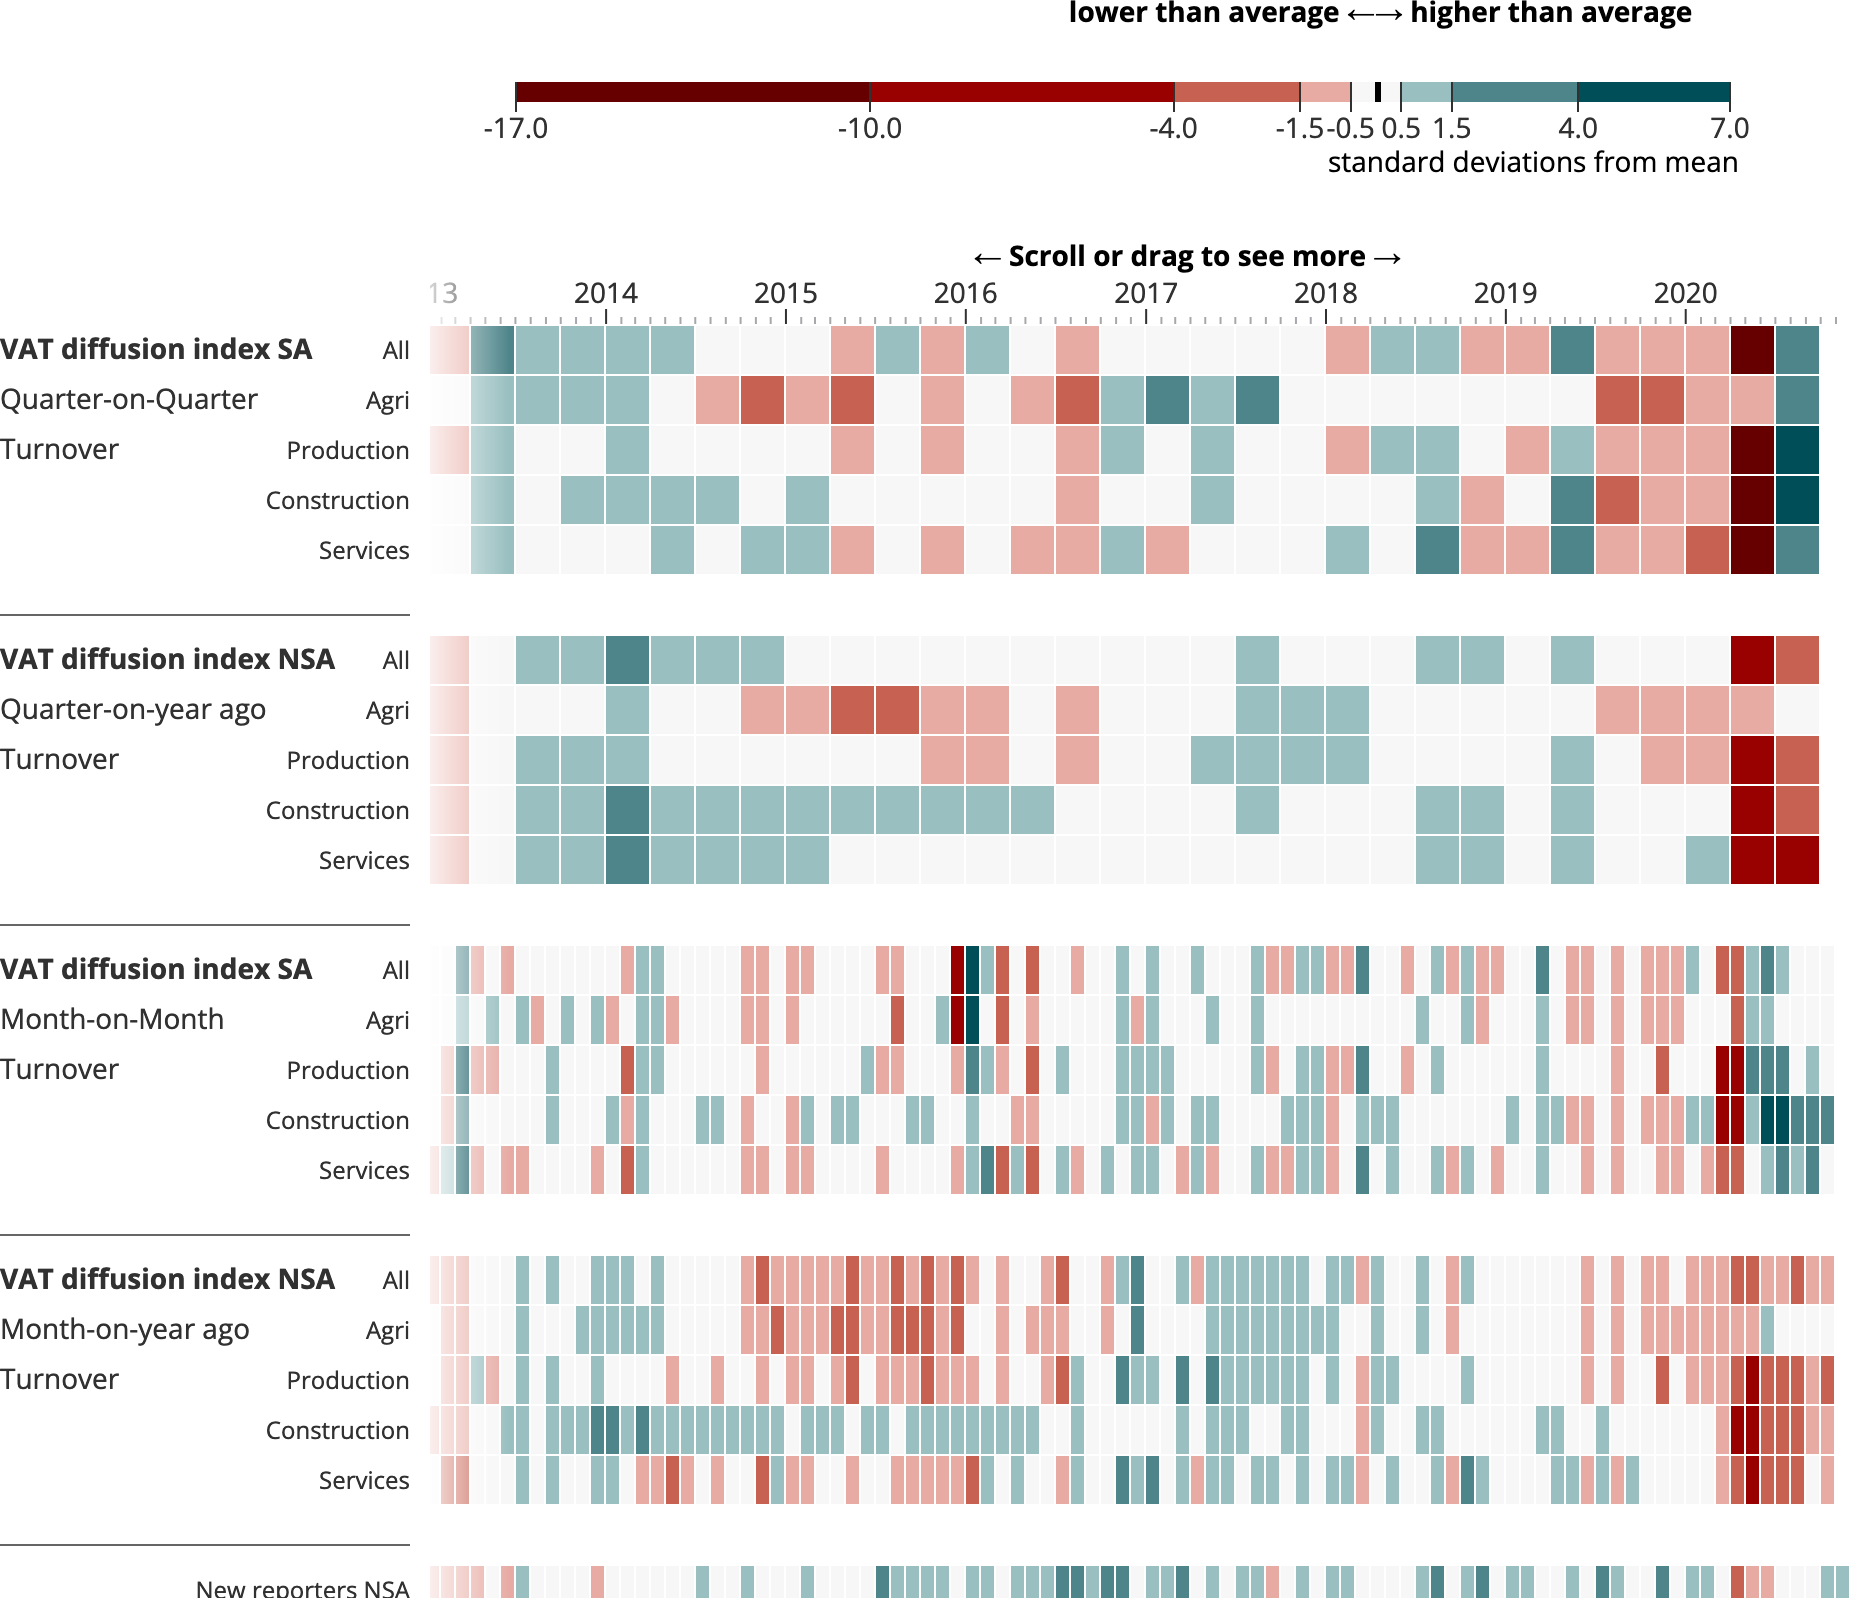 lower than average ←→ higher than average
-17.0 -10.0 -4.0 -1.5 -0.5 0.5 1.5 4.0 7.0
standard deviations from mean
← Scroll or drag to see more →
13 2014 2015 2016 2017 2018 2019 2020
VAT diffusion index SA All
Quarter-on-Quarter Agri
Turnover Production
Construction
Services
VAT diffusion index NSA All
Quarter-on-year ago Agri
Turnover Production
Construction
Services
VAT diffusion index SA All
Month-on-Month Agri
Turnover Production
Construction
Services
VAT diffusion index NSA All
Month-on-year ago Agri
Turnover Production
Construction
Services
New reporters NSA